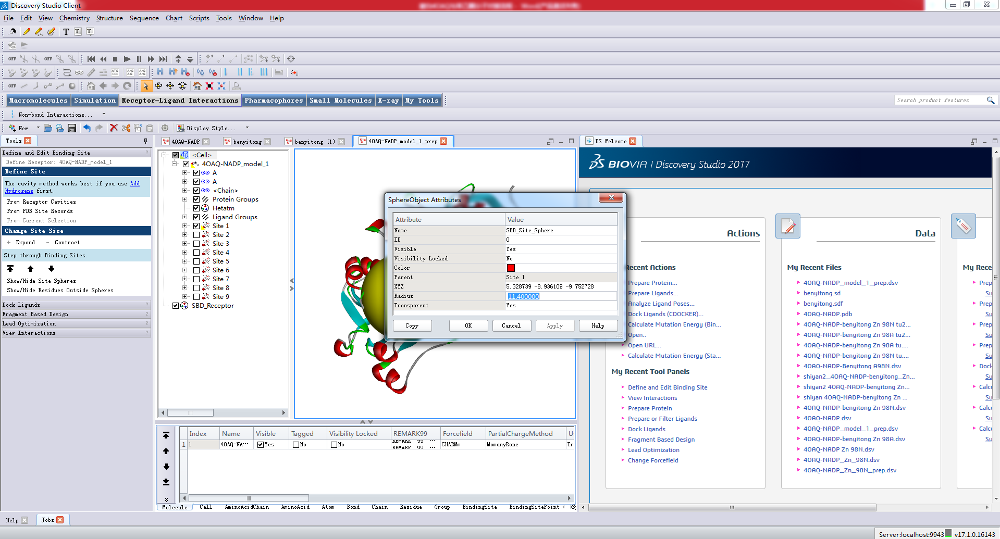 Discovery Studio Client
File Edit View Chemistry Structure Sequence Chart Scripts Tools Window Help
Macromolecules Simulation Receptor-Ligand Interactions Pharmacophores Small Molecules X-ray My Tools
Search product features
Non-bond Interactions...
New Display Style...
Tools
Define and Edit Binding Site
Define Receptor: 4OAQ-NADP_model_1
Define Site
The cavity method works best if you use Add
Hydrogens first.
From Receptor Cavities
From PDB Site Records
From Current Selection
Change Site Size
+ Expand - Contract
Step through Binding Sites.
Show/Hide Site Spheres
Show/Hide Residues Outside Spheres
Dock Ligands
Fragment Based Design
Lead Optimization
View Interactions
4OAQ-NADP benyitong benyitong (1) 4OAQ-NADP_model_1_prep
<Cell>
4OAQ-NADP_model_1
A
A
<Chain>
Protein Groups
Hetatm
Ligand Groups
Site 1
Site 2
Site 3
Site 4
Site 5
Site 6
Site 7
Site 8
Site 9
SBD_Receptor
SphereObject Attributes
Attribute Value
Name SBD_Site_Sphere
ID 0
Visible Yes
Visibility Locked No
Color
Parent Site 1
XYZ 5.328739 -8.936109 -9.752728
Radius 11.400000
Transparent Yes
Copy OK Cancel Apply Help
Index Name Visible Tagged Visibility Locked REMARK99 Forcefield PartialChargeMethod U
1 1 4OAQ-NA... Yes No No REMARK 99 ... CHARMm MomanyRone Tr
REMARK 99 ...
Molecule Cell AminoAcidChain AminoAcid Atom Bond Chain Residue Group BindingSite BindingSitePoint
DS Welcome
BIOVIA | Discovery Studio 2017
Actions
Recent Actions
Prepare Protein...
Prepare Ligands...
Analyze Ligand Poses...
Dock Ligands (CDOCKER)...
Calculate Mutation Energy (Bin...
Open..
Open URL...
Calculate Mutation Energy (Sta...
My Recent Tool Panels
Define and Edit Binding Site
View Interactions
Prepare Protein
Prepare or Filter Ligands
Dock Ligands
Fragment Based Design
Lead Optimization
Change Forcefield
Data
My Recent Files
4OAQ-NADP_model_1_prep.dsv
benyitong.sd
benyitong.sdf
4OAQ-NADP.pdb
4OAQ-NADP-benyitong Zn 98N tu2...
4OAQ-NADP-benyitong Zn 98A tu2...
4OAQ-NADP-benyitong Zn 98A tu....
4OAQ-NADP-benyitong Zn 98N tu....
4OAQ-NADP-Benyitong A98N.dsv
shiyan2_4OAQ-NADP-benyitong_Zn...
shiyan2 4OAQ-NADP-benyitong Zn...
shiyan 4OAQ-NADP-benyitong Zn ...
4OAQ-NADP-benyitong Zn 98N.dsv
4OAQ-NADP.dsv
4OAQ-NADP_model_1_prep.dsv
4OAQ-NADP-benyitong Zn 98A.dsv
4OAQ-NADP Zn 98N.dsv
4OAQ-NADP_Zn_98N.dsv
4OAQ-NADP_Zn_98N_prep.dsv
My Rece
Prep
Su
Prep
Su
Su
Prep
Su
Dock
Su
Calcu
Su
Calcu
Su
Calcu
Su
Help Jobs
Server:localhost:9943 v17.1.0.16143